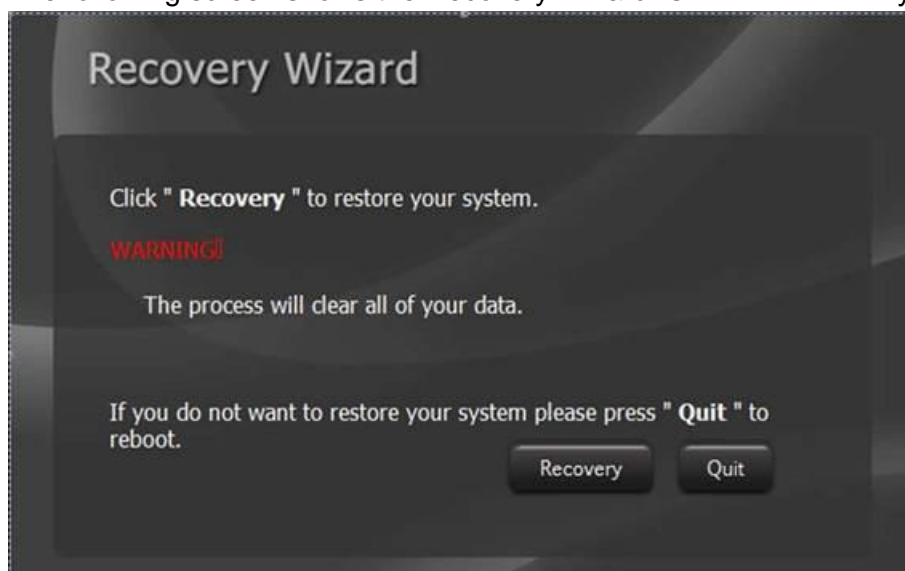 Recovery Wizard
Click " Recovery " to restore your system.
WARNING
The process will clear all of your data.
If you do not want to restore your system please press " Quit " to
reboot.
Recovery Quit